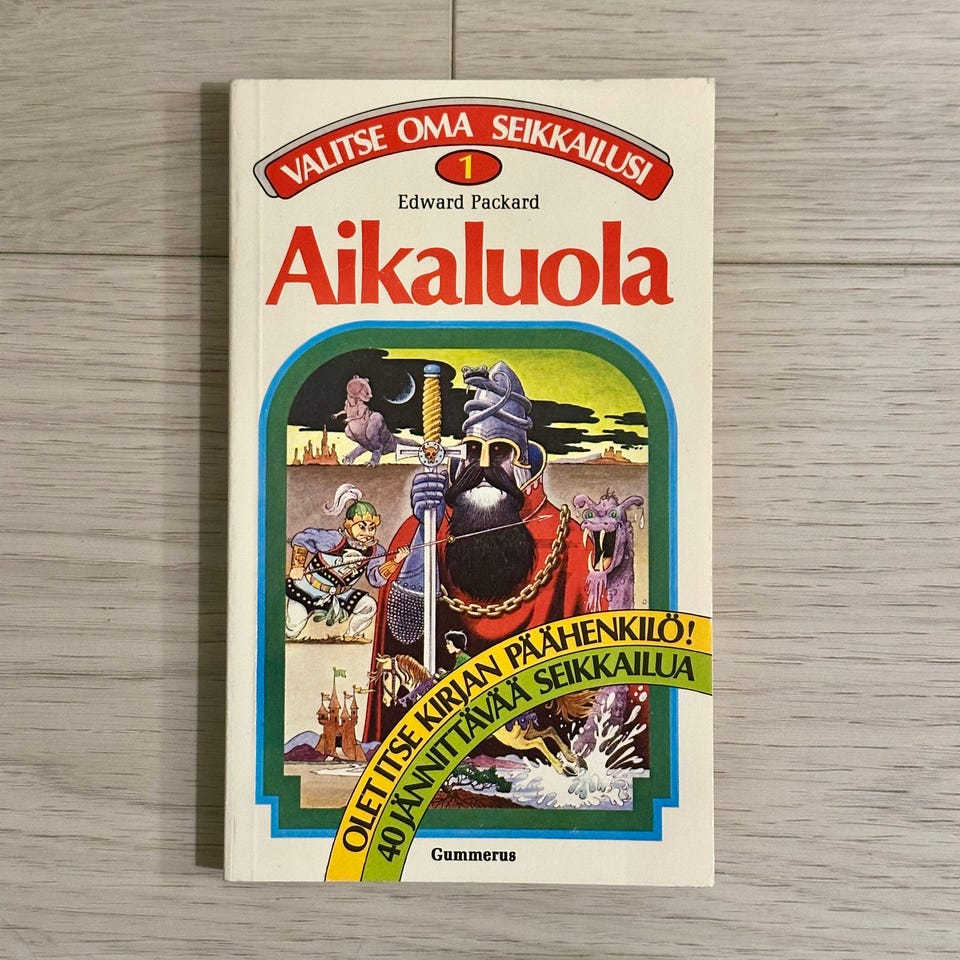 VALITSE OMA SEIKKAILUSI
1
Edward Packard
Aikaluola
OLET ITSE KIRJAN PÄÄHENKILÖ!
40 JÄNNITTÄVÄÄ SEIKKAILUA
Gummerus